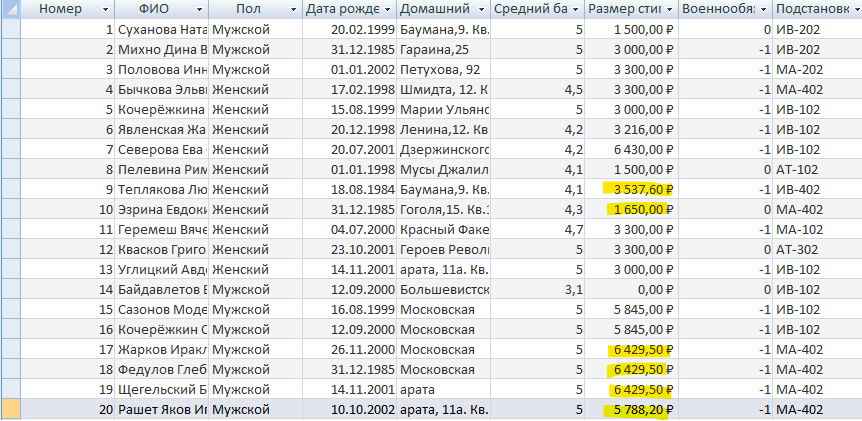 Номер ФИО Пол Дата рожде Домашний Средний ба Размер стип Военнообяз Подстановк
1 Суханова Ната Мужской 20.02.1999 Баумана,9. Кв. 5 1 500,00 ₽ 0 ИВ-202
2 Михно Дина В Мужской 31.12.1985 Гараина,25 5 3 000,00 ₽ -1 ИВ-202
3 Половова Инн Мужской 01.01.2002 Петухова, 92 5 3 300,00 ₽ -1 МА-202
4 Бычкова Эльви Женский 17.02.1998 Шмидта, 12. К 4,5 3 300,00 ₽ -1 МА-402
5 Кочерёжкина Женский 15.08.1999 Марии Ульяно 5 3 000,00 ₽ -1 ИВ-102
6 Явленская Жа Женский 20.12.1998 Ленина,12. Кв 4,2 3 216,00 ₽ -1 ИВ-102
7 Северова Ева Женский 20.07.2001 Дзержинского 4,2 6 430,00 ₽ -1 ИВ-102
8 Пелевина Рим Женский 01.01.1998 Мусы Джалил 4,1 1 500,00 ₽ 0 АТ-102
9 Теплякова Лю Женский 18.08.1984 Баумана,9. Кв. 4,1 3 537,60 ₽ -1 ИВ-402
10 Эзрина Евдоки Женский 31.12.1985 Гоголя,15. Кв.1 4,3 1 650,00 ₽ 0 МА-402
11 Геремеш Вяче Женский 04.07.2000 Красный Факе 4,7 3 300,00 ₽ -1 МА-102
12 Квасков Григо Женский 23.10.2001 Героев Револ 5 3 300,00 ₽ 0 АТ-302
13 Углицкий Авдо Женский 14.11.2001 арата, 11а. Кв. 5 3 000,00 ₽ -1 ИВ-102
14 Байдавлетов Е Мужской 12.09.2000 Большевистск 3,1 0,00 ₽ 0 ИВ-102
15 Сазонов Моде Мужской 16.08.1999 Московская 5 5 845,00 ₽ -1 ИВ-102
16 Кочерёжкин С Мужской 12.09.2000 Московская 5 5 845,00 ₽ -1 ИВ-102
17 Жарков Иракл Мужской 26.11.2000 Московская 5 6 429,50 ₽ -1 МА-402
18 Федулов Глеб Мужской 31.12.1985 Московская 5 6 429,50 ₽ -1 МА-402
19 Щегельский Б Мужской 14.11.2001 арата 5 6 429,50 ₽ -1 МА-402
20 Рашет Яков Иг Мужской 10.10.2002 арата, 11а. Кв. 5 5 788,20 ₽ -1 МА-402